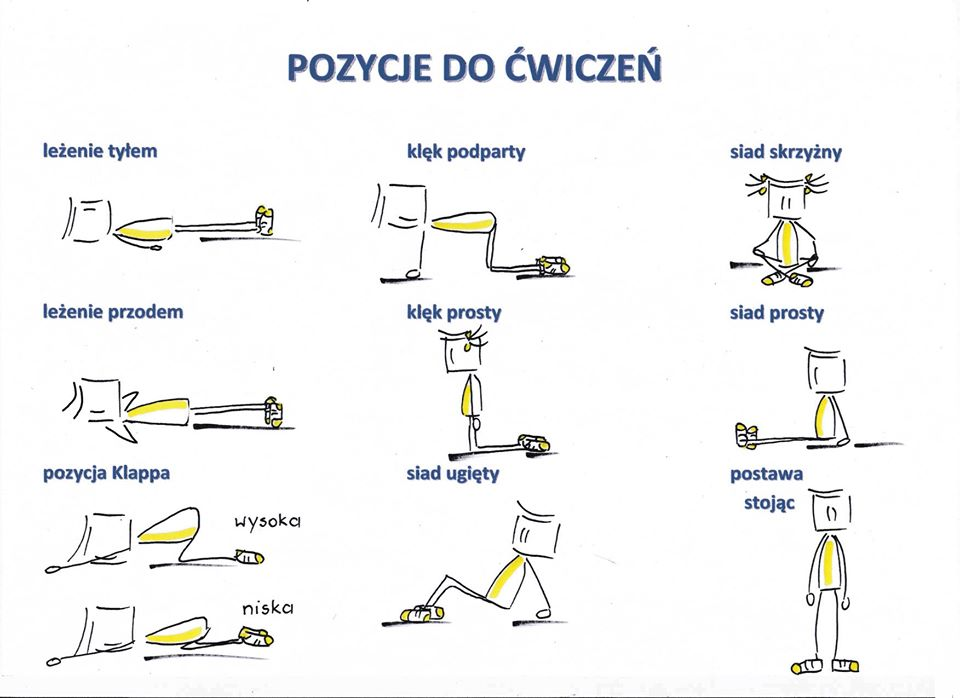 POZYCJE DO ĆWICZEŃ
leżenie tyłem
klęk podparty
siad skrzyżny
leżenie przodem
klęk prosty
siad prosty
pozycja Klappa
siad ugięty
postawa
stojąc
wysoka
niska